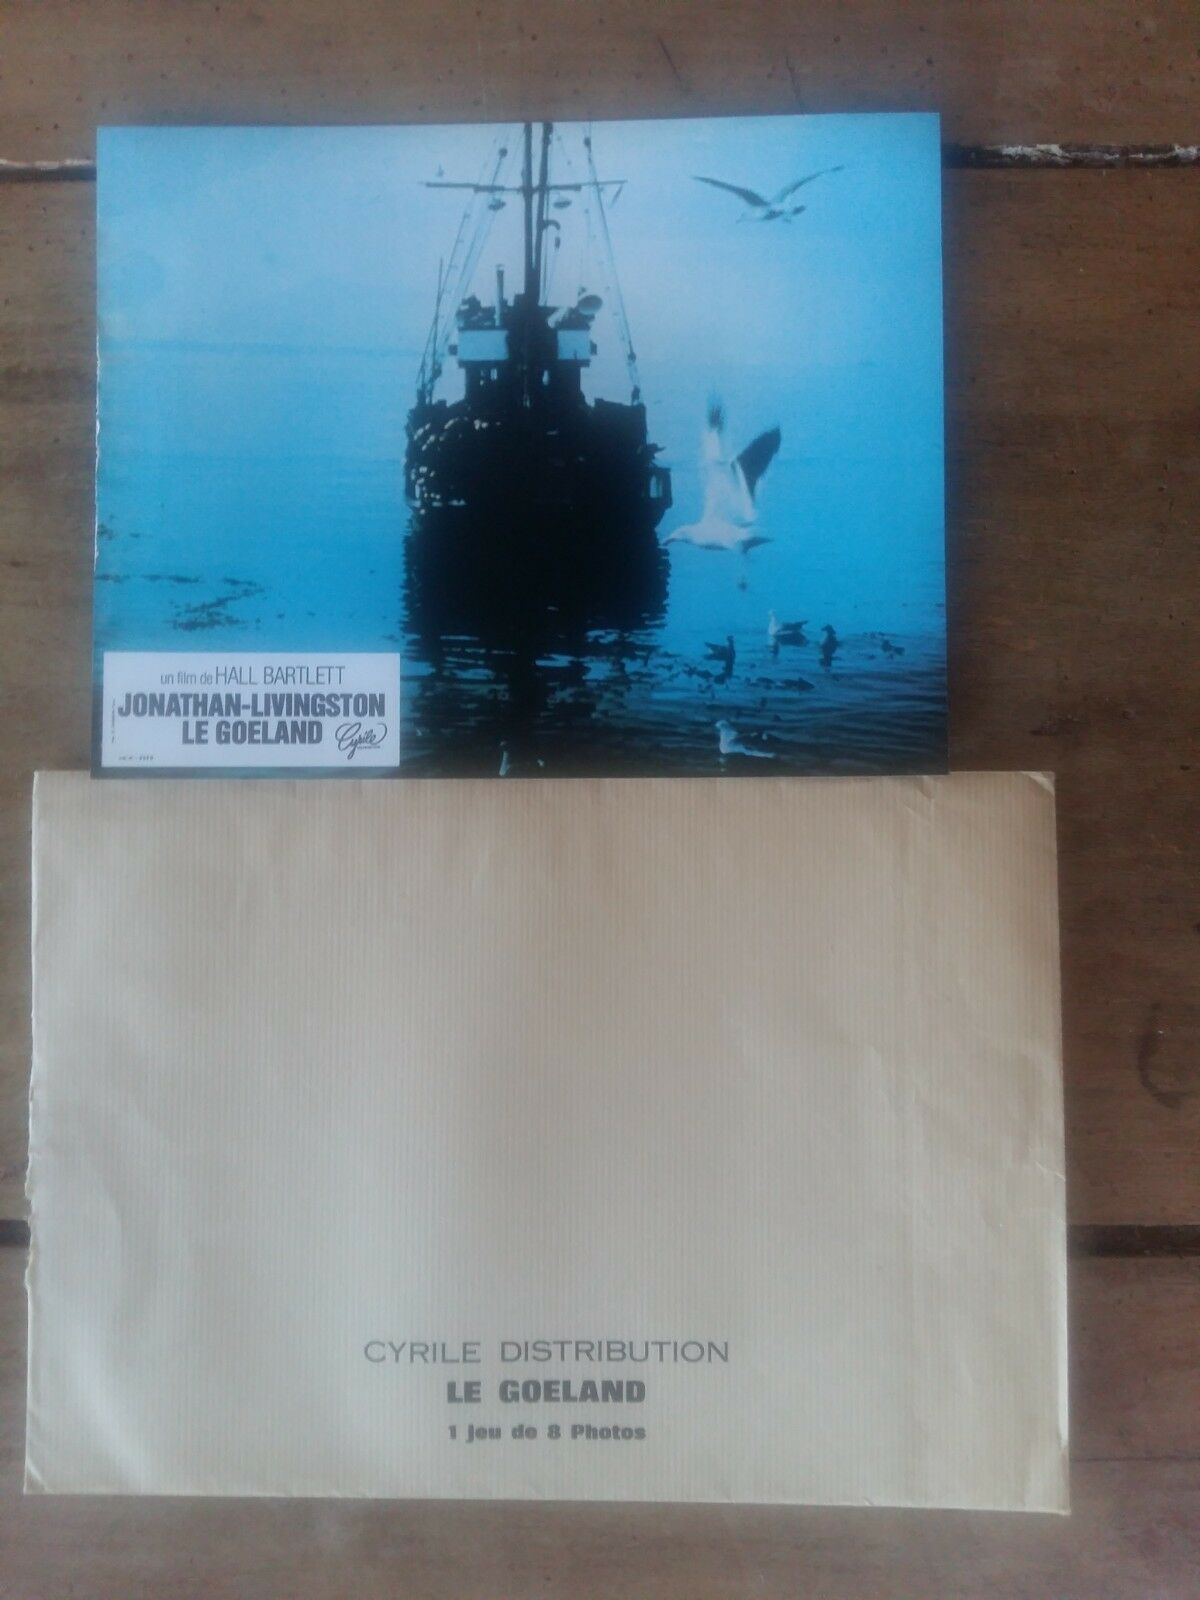 un film de HALL BARTLETT
JONATHAN-LIVINGSTON
LE GOELAND
Cyrile
CYRILE DISTRIBUTION
LE GOELAND
1 jeu de 8 Photos